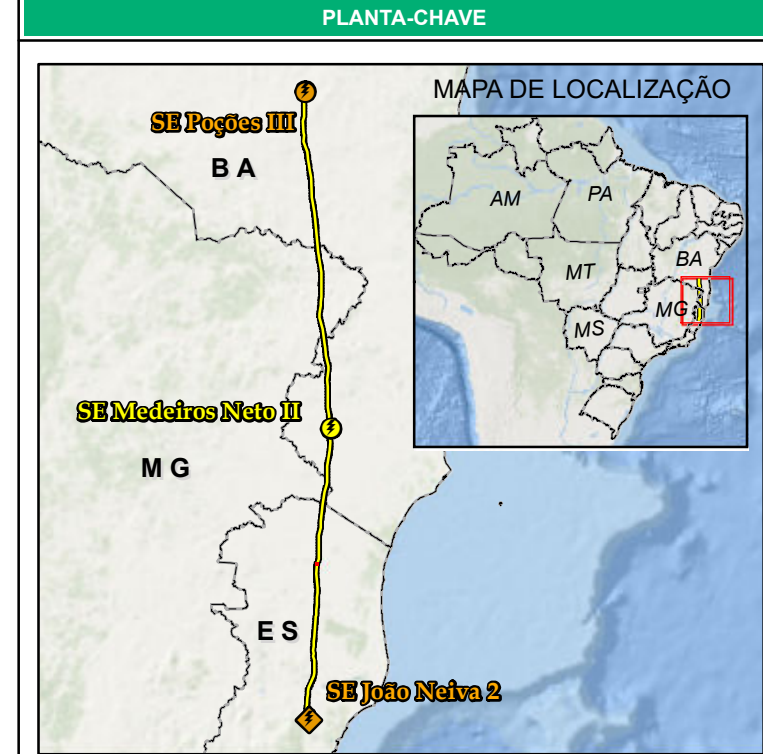 PLANTA-CHAVE
MAPA DE LOCALIZAÇÃO
SE Poções III
B A
AM
PA
BA
MT
MG
MS
SE Medeiros Neto II
M G
E S
SE João Neiva 2